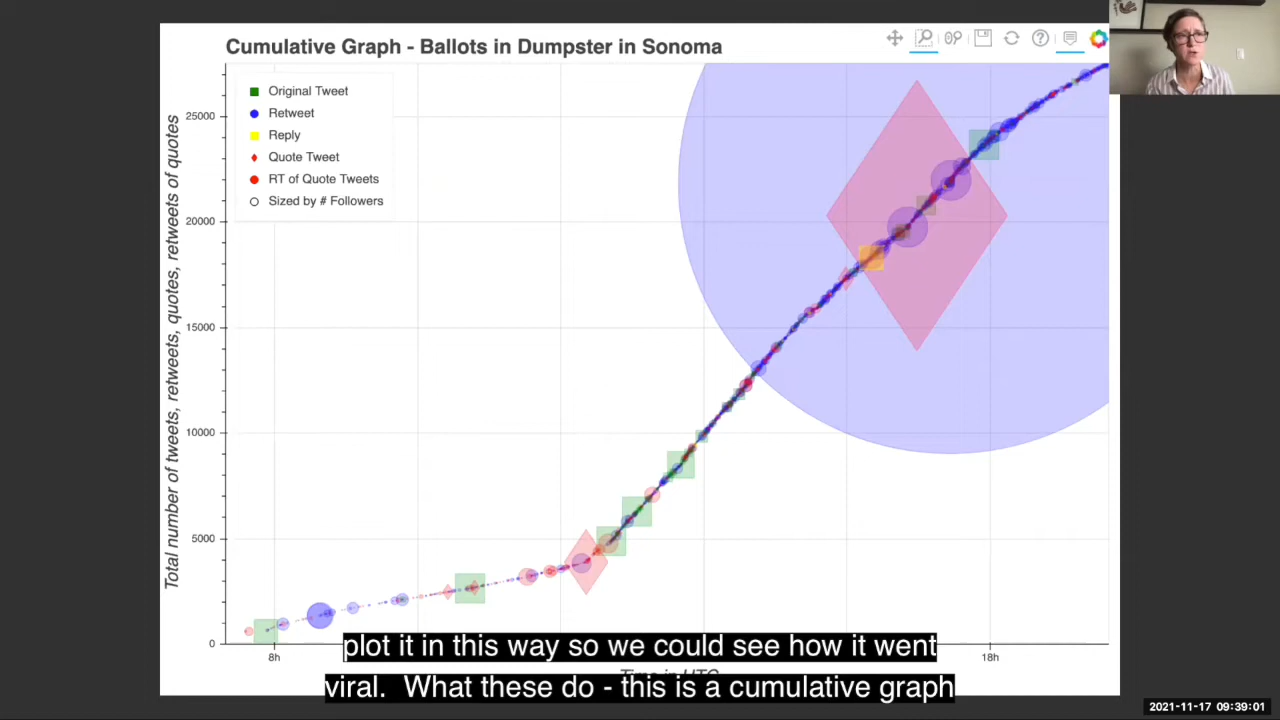 Cumulative Graph - Ballots in Dumpster in Sonoma
Original Tweet
Retweet
Reply
Quote Tweet
RT of Quote Tweets
Sized by # Followers
Total number of tweets, retweets, quotes, retweets of quotes
25000
20000
15000
10000
5000
0
8h
18h
plot it in this way so we could see how it went
viral. What these do - this is a cumulative graph
2021-11-17 09:39:01